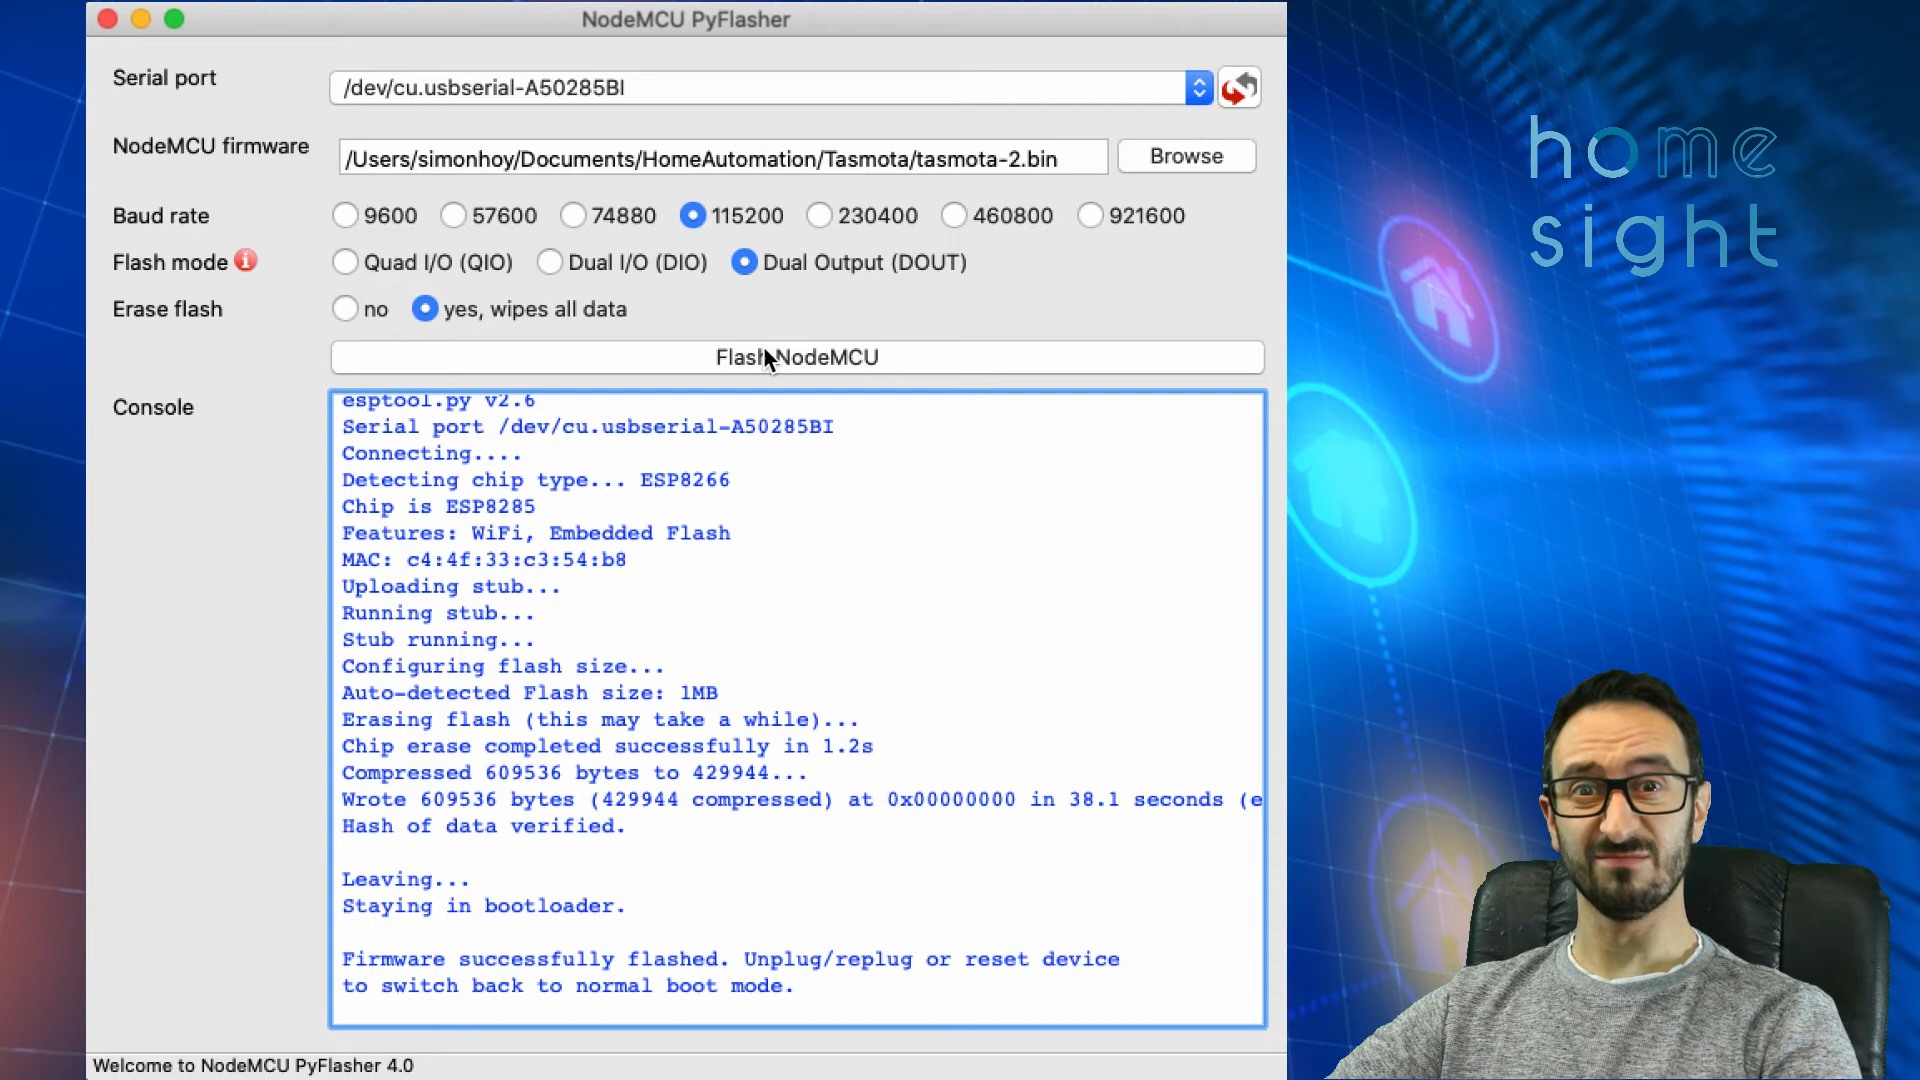 NodeMCU PyFlasher
Serial port
/dev/cu.usbserial-A50285BI
NodeMCU firmware
/Users/simonhoy/Documents/HomeAutomation/Tasmota/tasmota-2.bin
Browse
Baud rate
9600 57600 74880 115200 230400 460800 921600
Flash mode
Quad I/O (QIO) Dual I/O (DIO) Dual Output (DOUT)
Erase flash
no yes, wipes all data
Flash NodeMCU
Console
esptool.py v2.6
Serial port /dev/cu.usbserial-A50285BI
Connecting....
Detecting chip type... ESP8266
Chip is ESP8285
Features: WiFi, Embedded Flash
MAC: c4:4f:33:c3:54:b8
Uploading stub...
Running stub...
Stub running...
Configuring flash size...
Auto-detected Flash size: 1MB
Erasing flash (this may take a while)...
Chip erase completed successfully in 1.2s
Compressed 609536 bytes to 429944...
Wrote 609536 bytes (429944 compressed) at 0x00000000 in 38.1 seconds (e
Hash of data verified.
Leaving...
Staying in bootloader.
Firmware successfully flashed. Unplug/replug or reset device
to switch back to normal boot mode.
Welcome to NodeMCU PyFlasher 4.0
home
sight